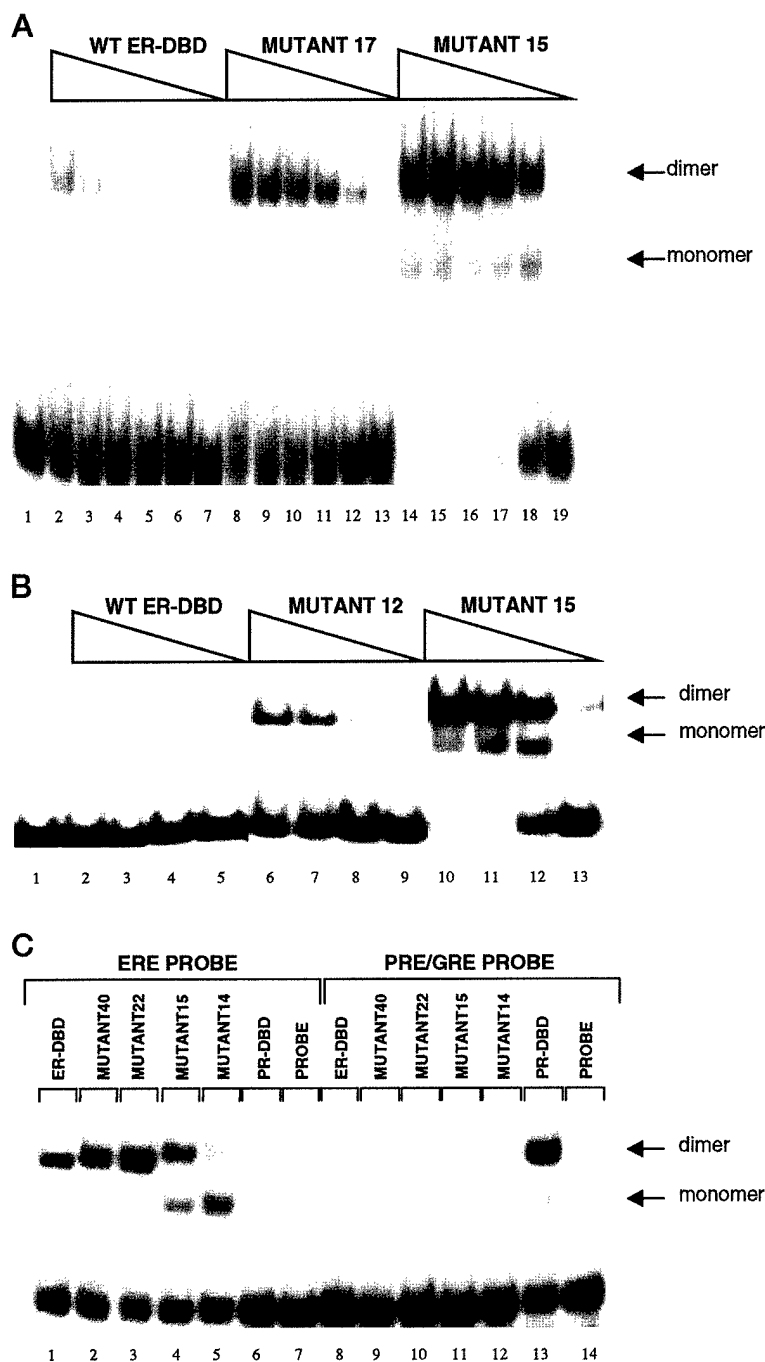 A
WT ER-DBD MUTANT 17 MUTANT 15
dimer
monomer
1 2 3 4 5 6 7 8 9 10 11 12 13 14 15 16 17 18 19
B
WT ER-DBD MUTANT 12 MUTANT 15
dimer
monomer
1 2 3 4 5 6 7 8 9 10 11 12 13
C
ERE PROBE PRE/GRE PROBE
ER-DBD MUTANT40 MUTANT22 MUTANT15 MUTANT14 PR-DBD PROBE ER-DBD MUTANT40 MUTANT22 MUTANT15 MUTANT14 PR-DBD PROBE
dimer
monomer
1 2 3 4 5 6 7 8 9 10 11 12 13 14